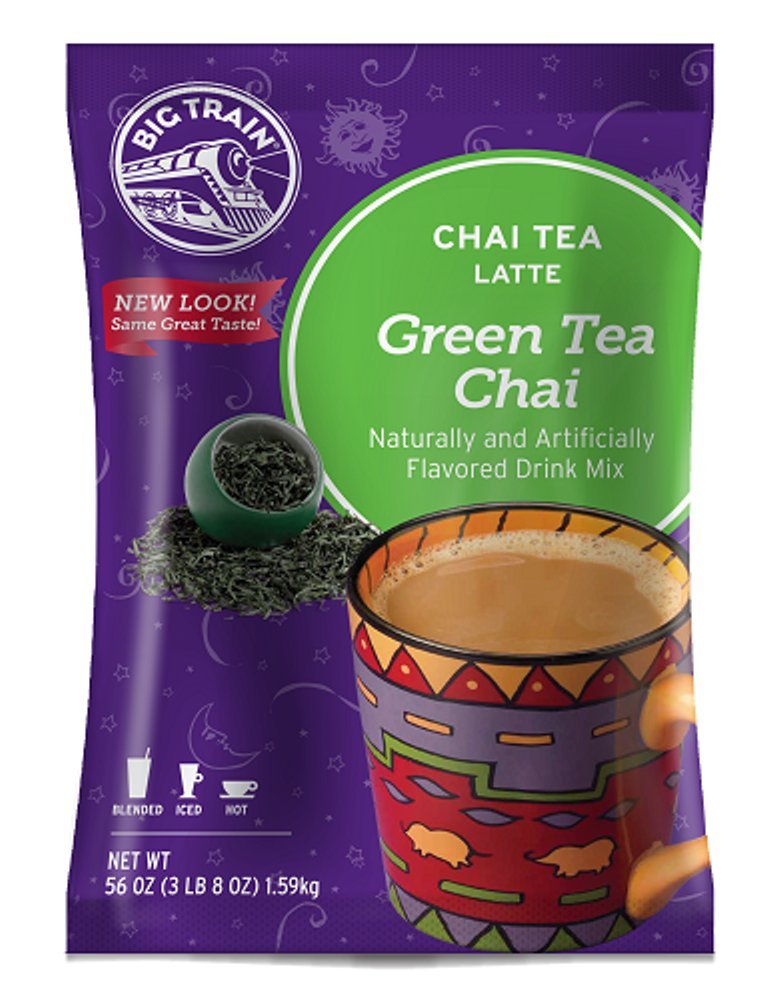 BIG TRAIN®
CHAI TEA
LATTE
NEW LOOK!
Same Great Taste!
Green Tea
Chai
Naturally and Artificially
Flavored Drink Mix
BLENDED ICED HOT
NET WT
56 OZ (3 LB 8 OZ) 1.59kg